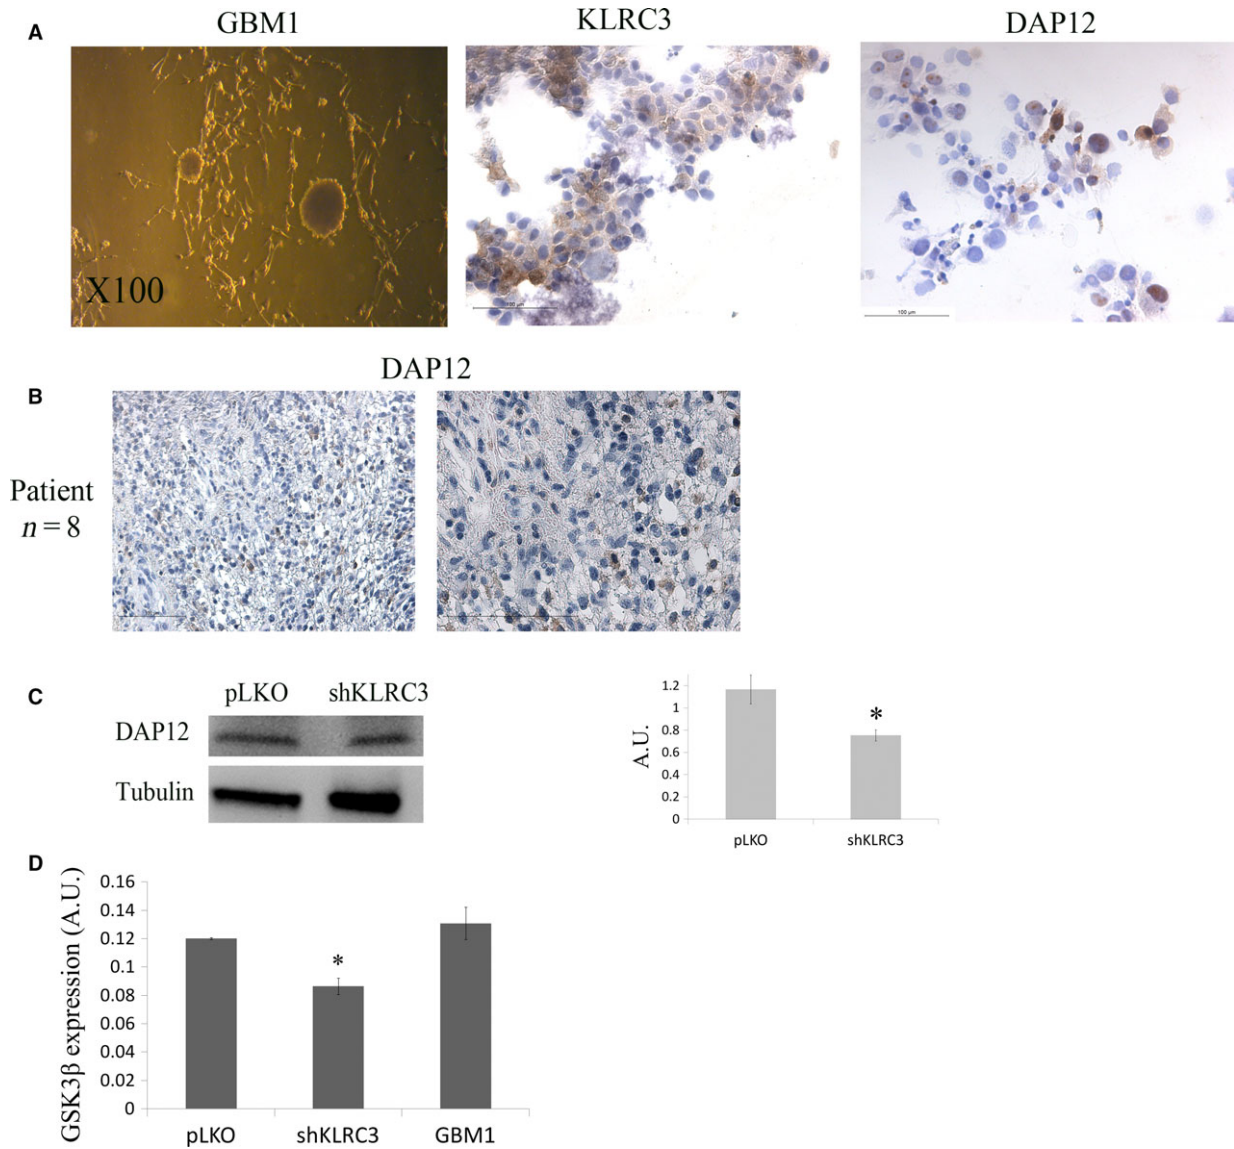 A
GBM1
KLRC3
DAP12
X100
100 µm
DAP12
B
Patient
n = 8
C
pLKO shKLRC3
DAP12
Tubulin
A.U.
1.2
1
0.8
0.6
0.4
0.2
0
*
pLKO shKLRC3
D
GSK3β expression (A.U.)
0.16
0.14
0.12
0.1
0.08
0.06
0.04
0.02
0
*
pLKO shKLRC3 GBM1